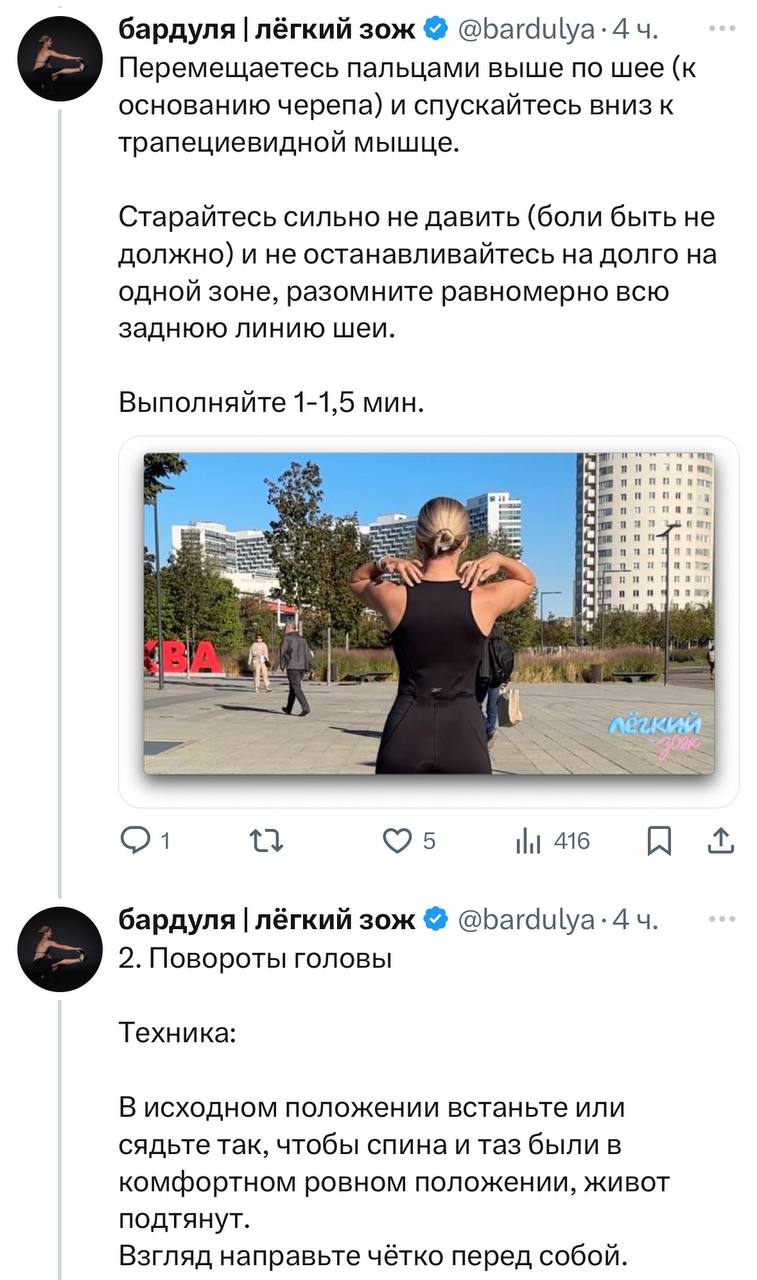 бардуля | лёгкий зож @bardulya · 4 ч.
Перемещаетесь пальцами выше по шее (к
основанию черепа) и спускайтесь вниз к
трапециевидной мышце.
Старайтесь сильно не давить (боли быть не
должно) и не останавливайтесь на долго на
одной зоне, разомните равномерно всю
заднюю линию шеи.
Выполняйте 1-1,5 мин.
КВА
лёгкий
зож
1 5 416
бардуля | лёгкий зож @bardulya · 4 ч.
2. Повороты головы
Техника:
В исходном положении встаньте или
сядьте так, чтобы спина и таз были в
комфортном ровном положении, живот
подтянут.
Взгляд направьте чётко перед собой.